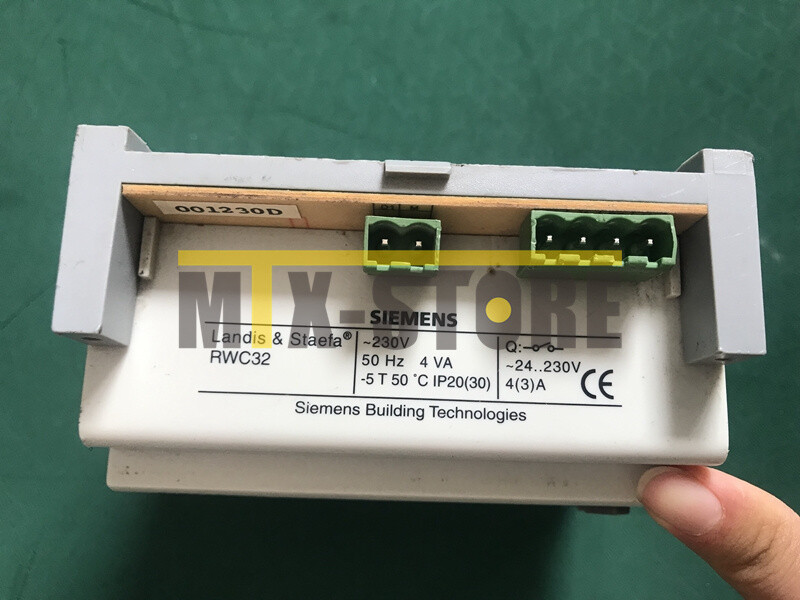 001230D
MTX-STORE
SIEMENS
Landis & Staefa® ~230V Q:
RWC32 50 Hz 4 VA ~24..230V
-5 T 50 °C IP20(30) 4(3)A CE
Siemens Building Technologies